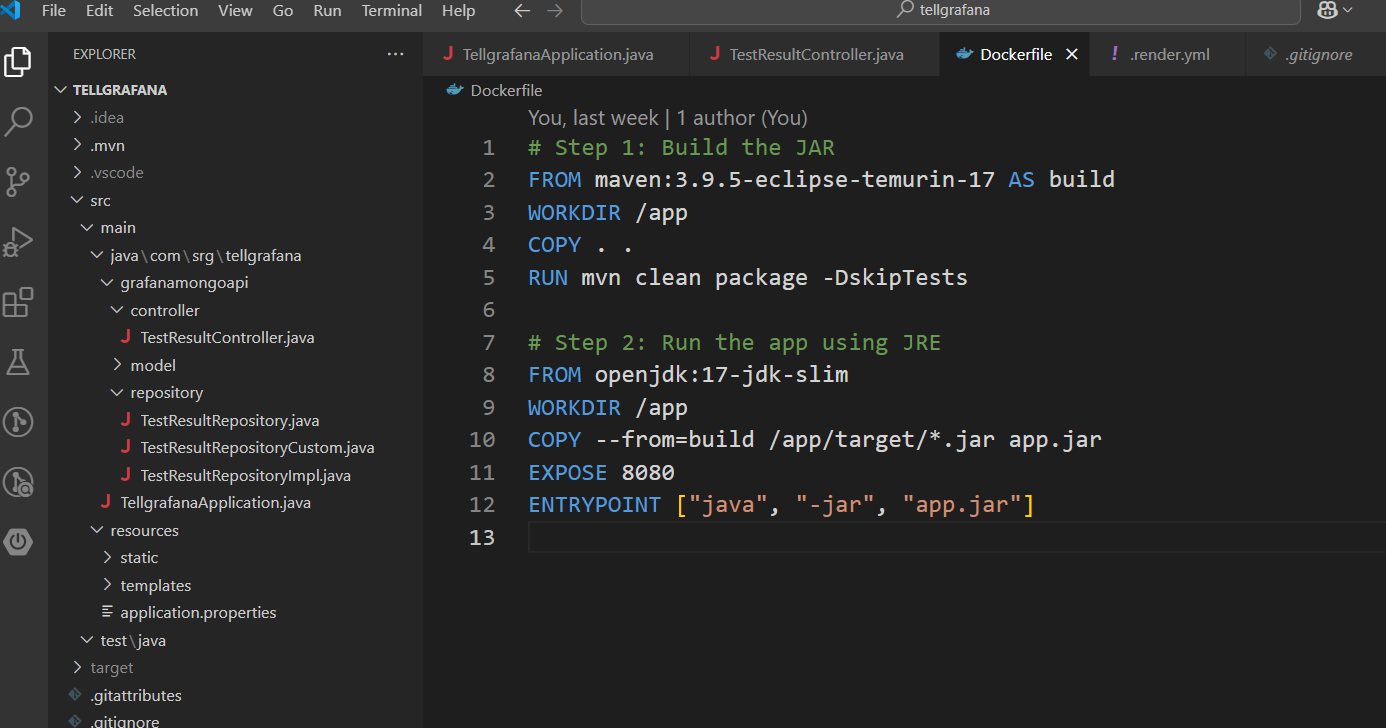 File Edit Selection View Go Run Terminal Help tellgrafana
EXPLORER
TellgrafanaApplication.java TestResultController.java Dockerfile .render.yml .gitignore
TELLGRAFANA
.idea
.mvn
.vscode
src
main
java\com\srg\tellgrafana
grafanamongoapi
controller
TestResultController.java
model
repository
TestResultRepository.java
TestResultRepositoryCustom.java
TestResultRepositoryImpl.java
TellgrafanaApplication.java
resources
static
templates
application.properties
test\java
target
.gitattributes
.gitignore
Dockerfile
You, last week | 1 author (You)
1 # Step 1: Build the JAR
2 FROM maven:3.9.5-eclipse-temurin-17 AS build
3 WORKDIR /app
4 COPY . .
5 RUN mvn clean package -DskipTests
6
7 # Step 2: Run the app using JRE
8 FROM openjdk:17-jdk-slim
9 WORKDIR /app
10 COPY --from=build /app/target/*.jar app.jar
11 EXPOSE 8080
12 ENTRYPOINT ["java", "-jar", "app.jar"]
13